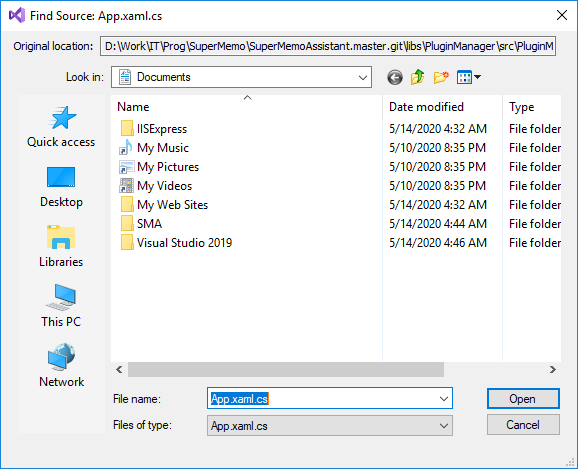 Find Source: App.xaml.cs
Original location: D:\Work\IT\Prog\SuperMemo\SuperMemoAssistant.master.git\libs\PluginManager\src\PluginM
Look in: Documents
Name Date modified Type
IISExpress 5/14/2020 4:32 AM File folder
My Music 5/10/2020 8:35 PM File folder
My Pictures 5/10/2020 8:35 PM File folder
My Videos 5/10/2020 8:35 PM File folder
My Web Sites 5/14/2020 4:32 AM File folder
SMA 5/14/2020 4:44 AM File folder
Visual Studio 2019 5/14/2020 4:46 AM File folder
Quick access
Desktop
Libraries
This PC
Network
File name: App.xaml.cs Open
Files of type: App.xaml.cs Cancel